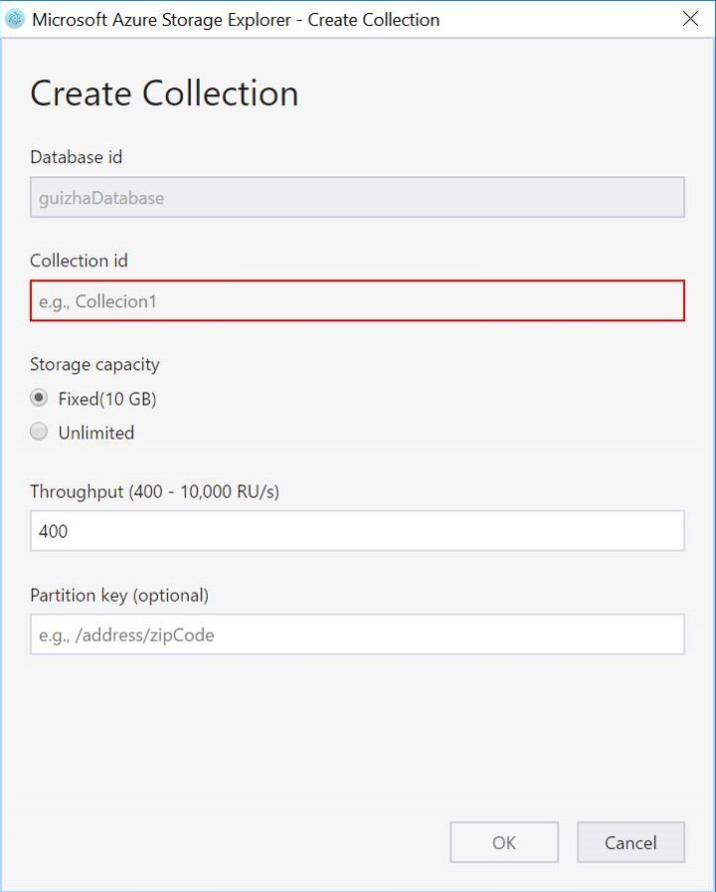 Microsoft Azure Storage Explorer - Create Collection
Create Collection
Database id
guizhaDatabase
Collection id
e.g., Collecion1
Storage capacity
Fixed(10 GB)
Unlimited
Throughput (400 - 10,000 RU/s)
400
Partition key (optional)
e.g., /address/zipCode
OK
Cancel